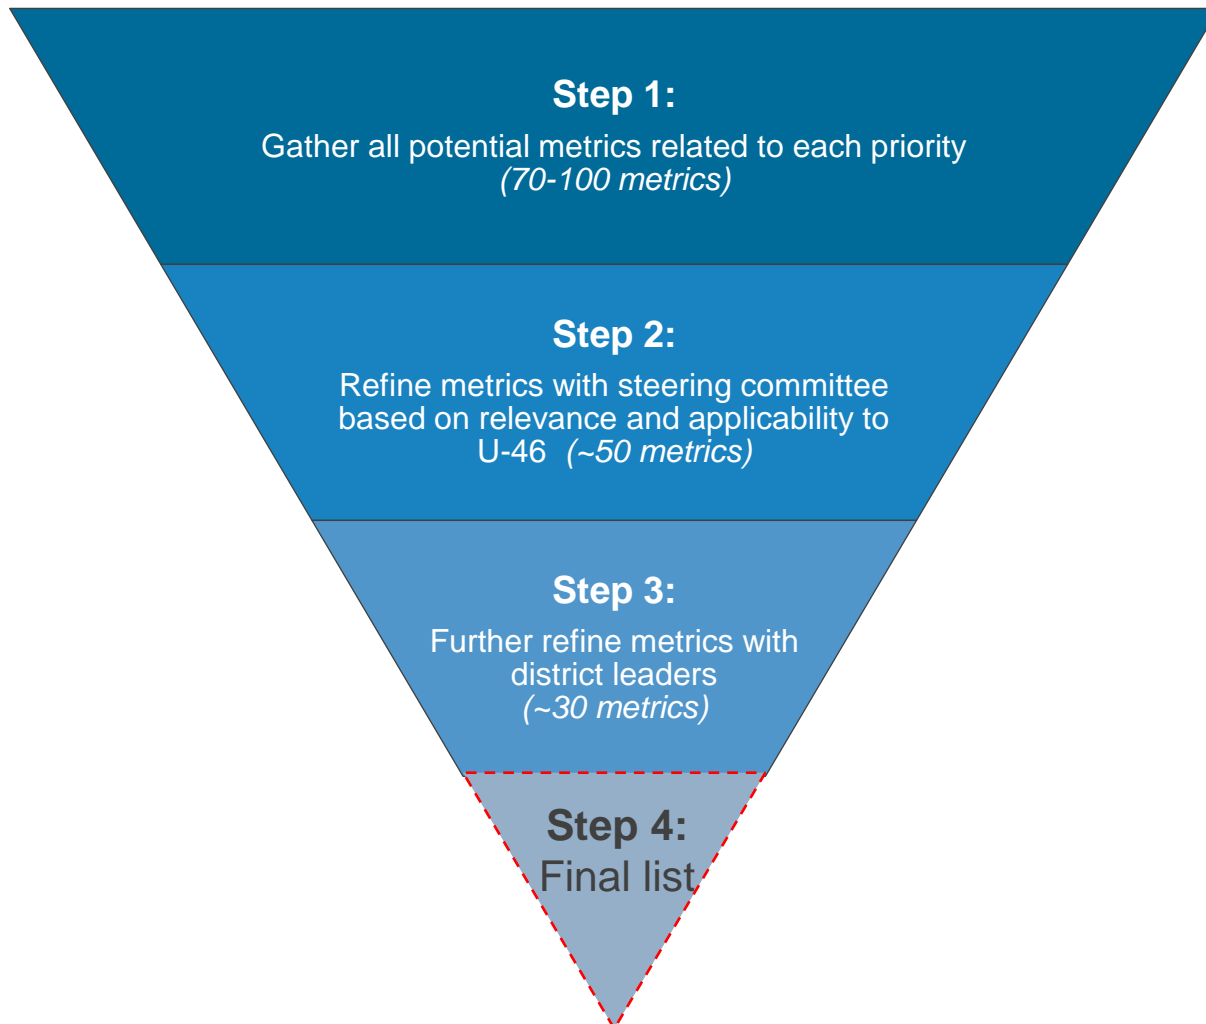 Step 1:
Gather all potential metrics related to each priority
(70-100 metrics)
Step 2:
Refine metrics with steering committee
based on relevance and applicability to
U-46  (~50 metrics)
Step 3:
Further refine metrics with
district leaders
(~30 metrics)
Step 4:
Final list